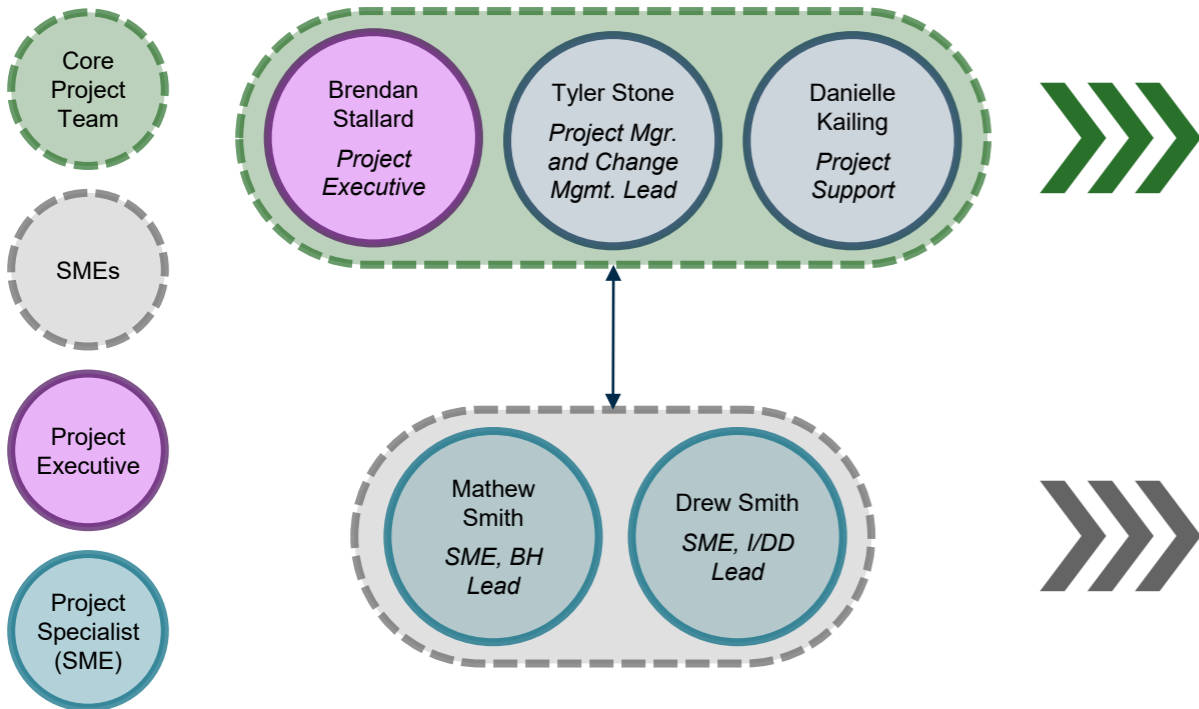 Core
Project
Team
Brendan
Stallard
Project
Executive
Tyler Stone
Project Mgr.
and Change
Mgmt. Lead
Danielle
Kailing
Project
Support
SMEs
Project
Executive
Mathew
Smith
SME, BH
Lead
Drew Smith
SME, I/DD
Lead
Project
Specialist
(SME)